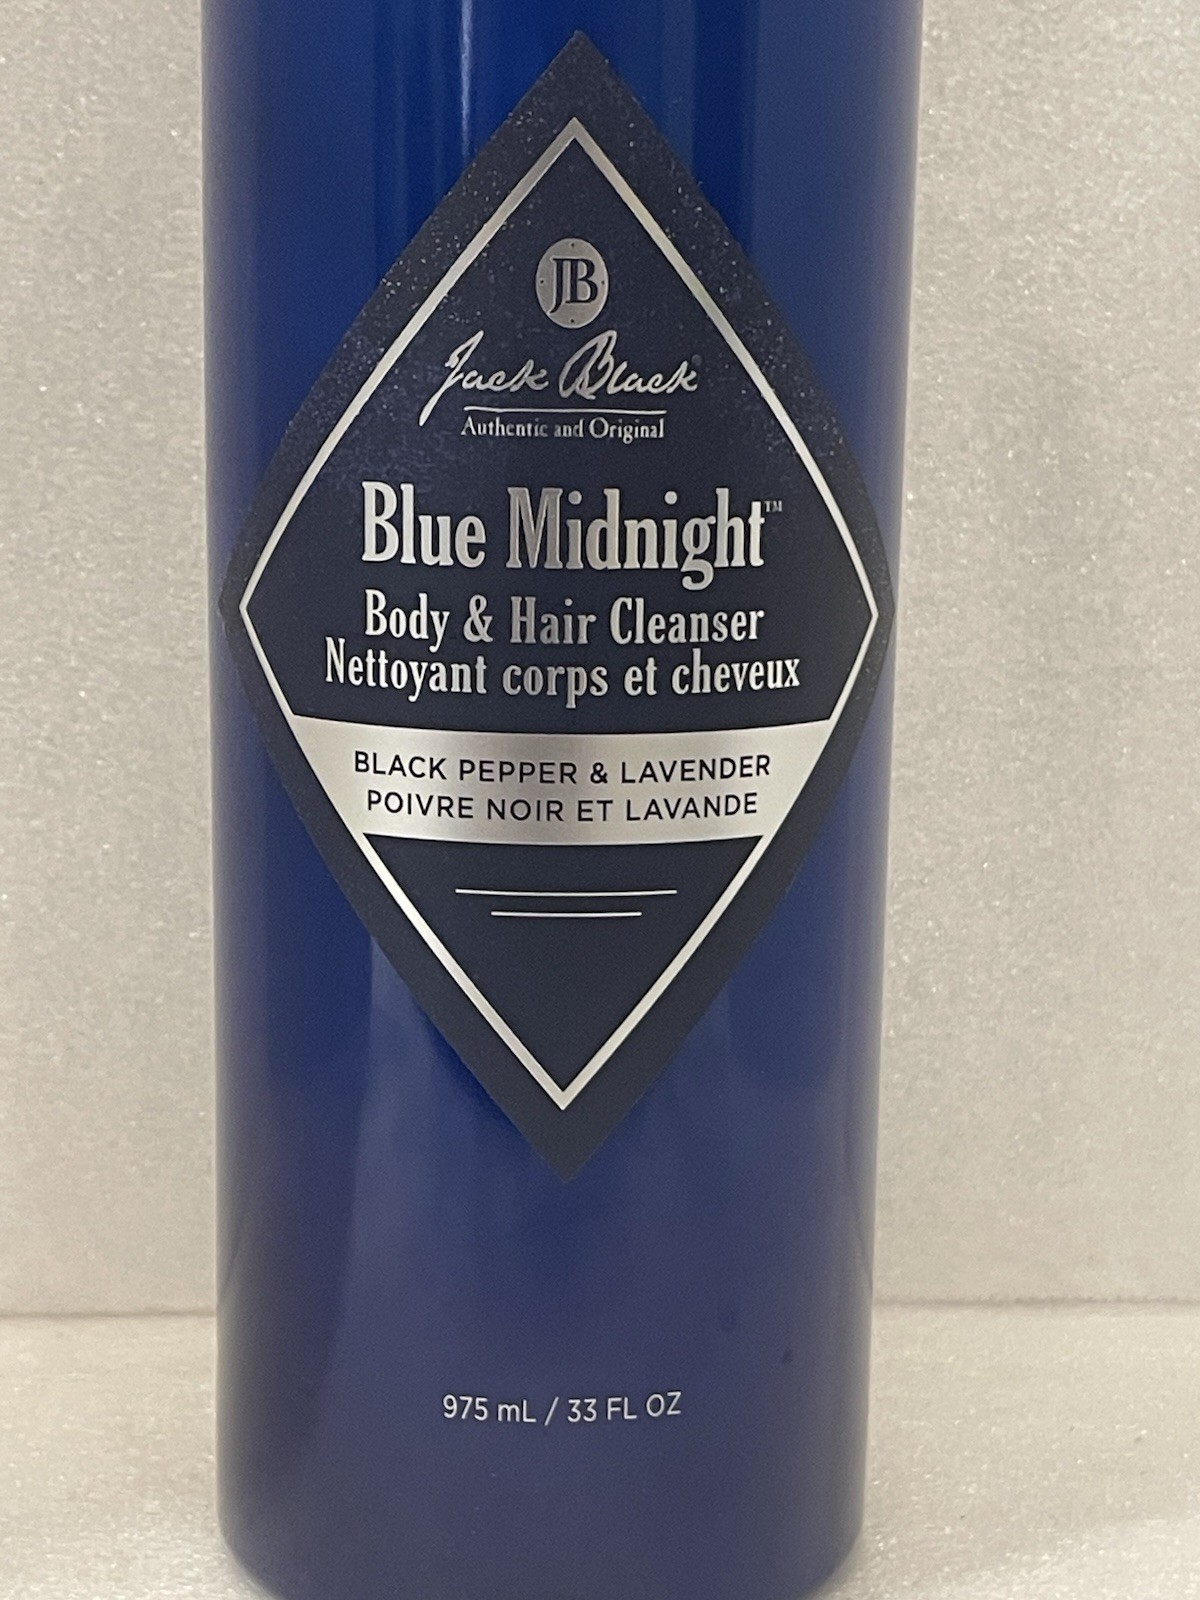 JB
Jack Black®
Authentic and Original
Blue Midnight™
Body & Hair Cleanser
Nettoyant corps et cheveux
BLACK PEPPER & LAVENDER
POIVRE NOIR ET LAVANDE
975 mL / 33 FL OZ